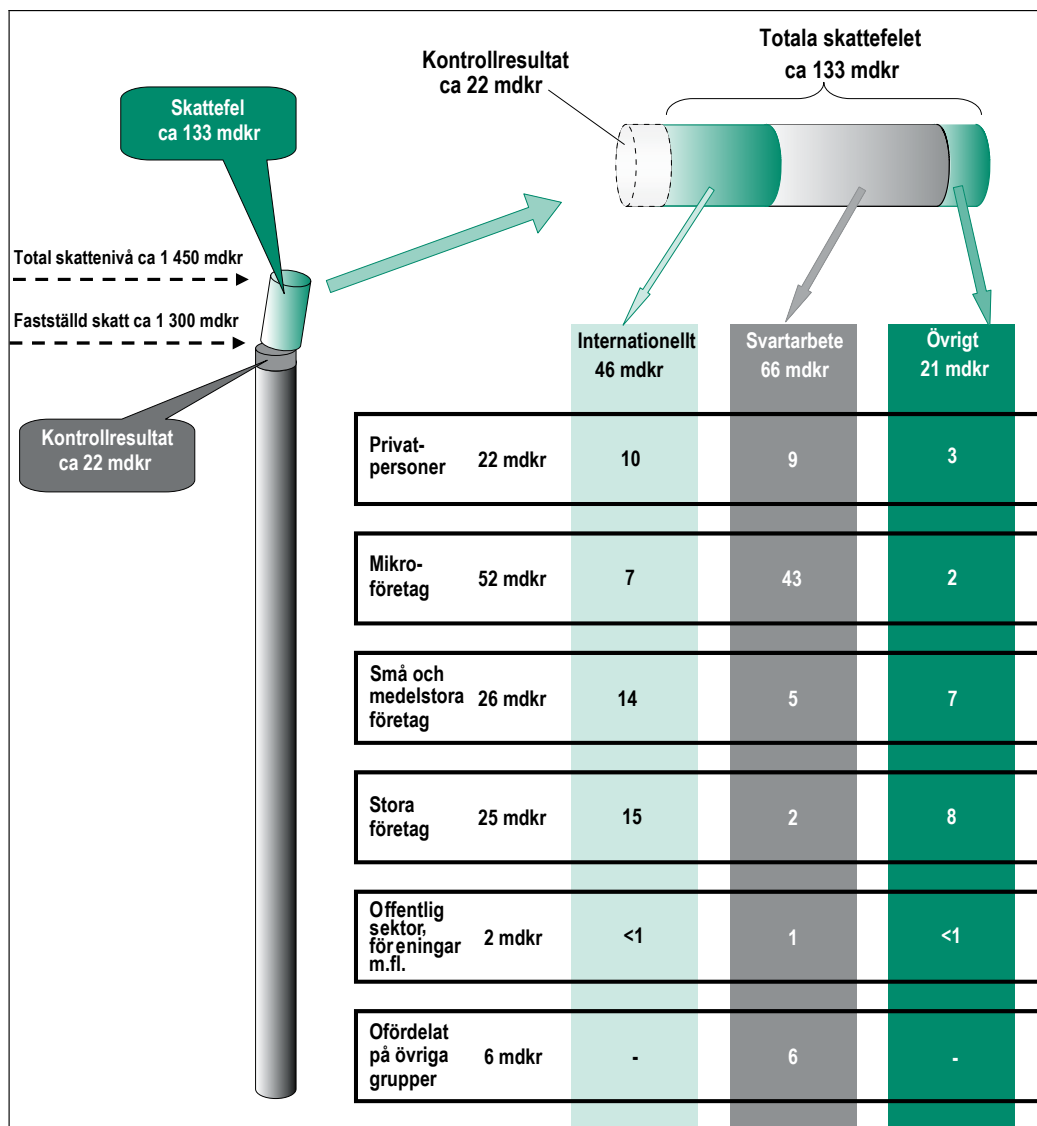 Totala skattefelet
ca 133 mdkr
Kontrollresultat
ca 22 mdkr
Skattefel
ca 133 mdkr
Total skattenivå ca 1 450 mdkr
Fastställd skatt ca 1 300 mdkr
Kontrollresultat
ca 22 mdkr
Internationellt
46 mdkr
Svartarbete
66 mdkr
Övrigt
21 mdkr
Privat-
personer 22 mdkr 10 9 3
Mikro-
företag 52 mdkr 7 43 2
Små och
medelstora 26 mdkr 14 5 7
företag
Stora
företag 25 mdkr 15 2 8
Offentlig
sektor, 2 mdkr <1 1 <1
föreningar
m.fl.
Ofördelat
på övriga 6 mdkr - 6 -
grupper